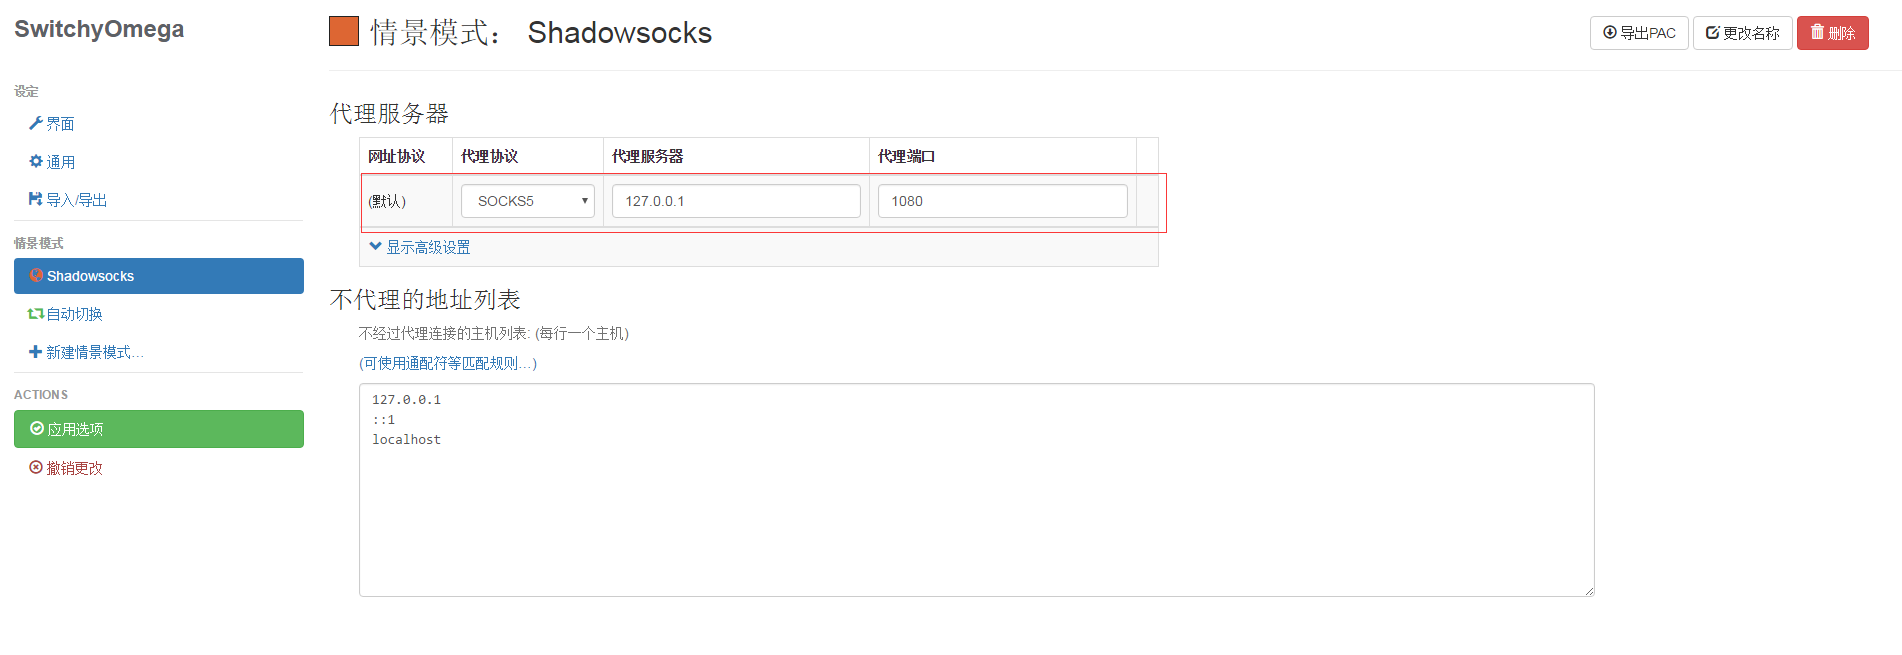 SwitchyOmega
设定
界面
通用
导入/导出
情景模式
Shadowsocks
自动切换
新建情景模式...
ACTIONS
应用选项
撤销更改
情景模式： Shadowsocks
导出PAC
更改名称
删除
代理服务器
网址协议 代理协议 代理服务器 代理端口
(默认) SOCKS5 127.0.0.1 1080
显示高级设置
不代理的地址列表
不经过代理连接的主机列表: (每行一个主机)
(可使用通配符等匹配规则...)
127.0.0.1
::1
localhost